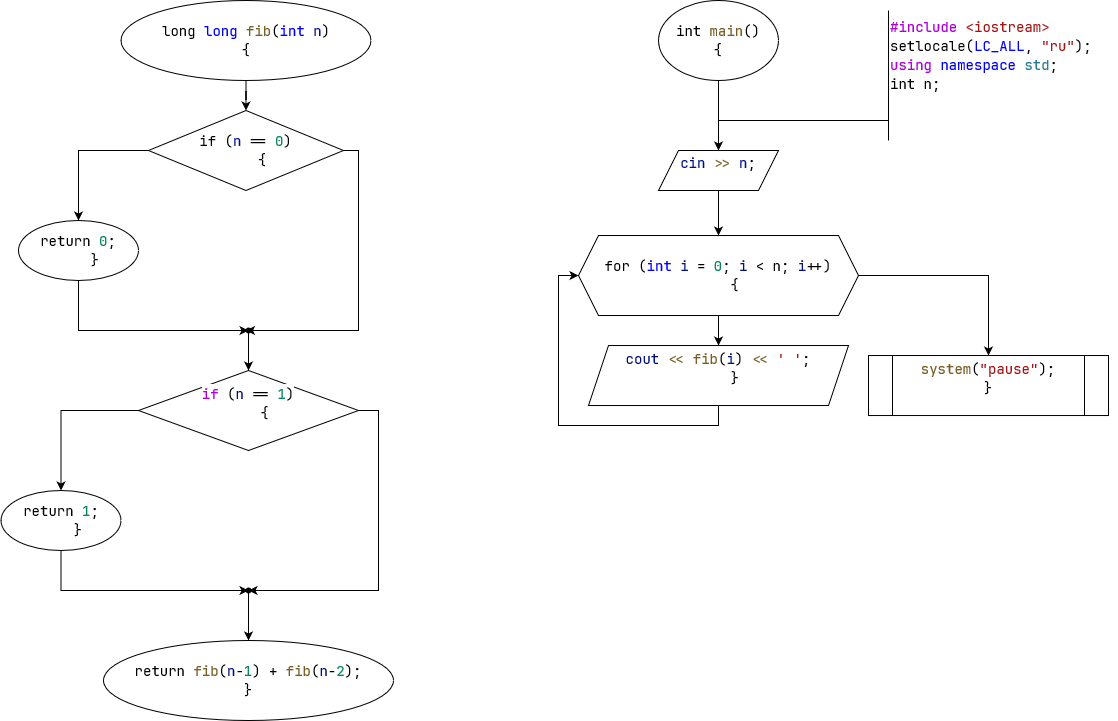 long long fib(int n)
{
if (n == 0)
{
return 0;
}
if (n == 1)
{
return 1;
}
return fib(n-1) + fib(n-2);
}
int main()
{
#include <iostream>
setlocale(LC_ALL, "ru");
using namespace std;
int n;
cin >> n;
for (int i = 0; i < n; i++)
{
cout << fib(i) << ' ';
}
system("pause");
}